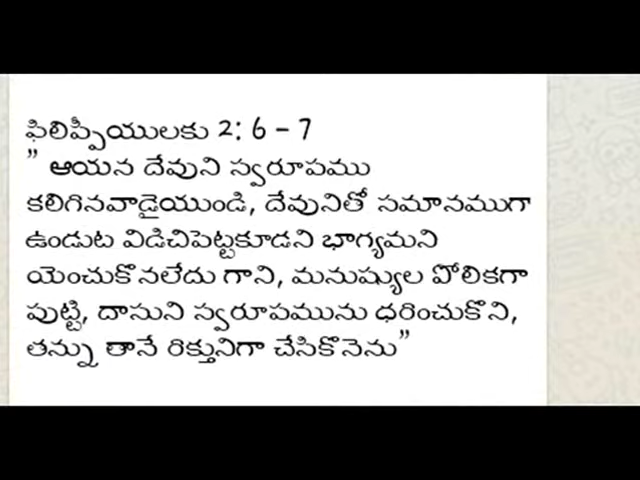 ఫిలిప్పీయులకు 2: 6 – 7
” ఆయన దేవుని స్వరూపము
కలిగినవాడైయుండి, దేవునితో సమానముగా
ఉండుట విడిచిపెట్టకూడని భాగ్యమని
యెంచుకొనలేదు గాని, మనుష్యుల పోలికగా
పుట్టి, దాసుని స్వరూపమును ధరించుకొని,
తన్ను తానే రిక్తునిగా చేసికొనెను”